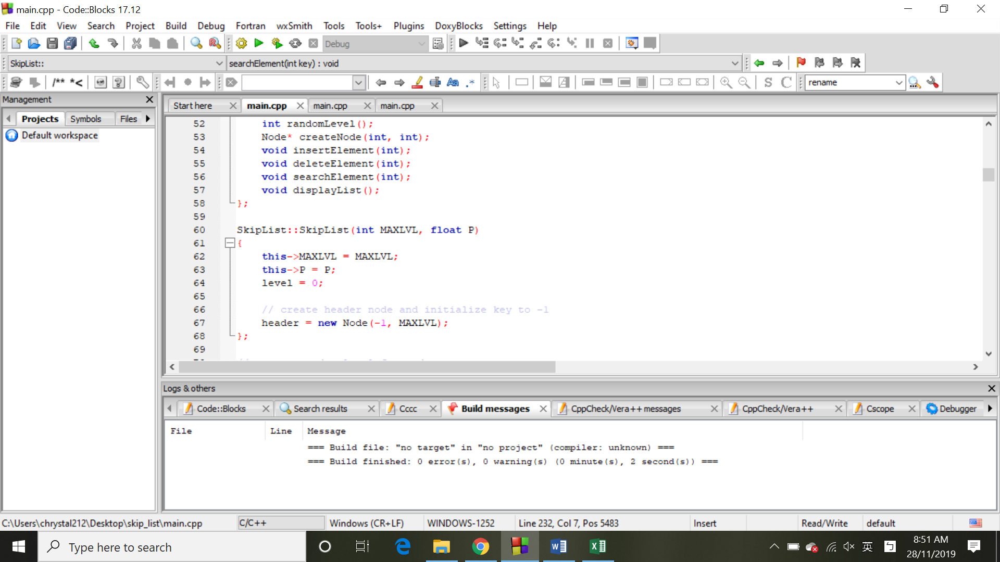 main.cpp - Code::Blocks 17.12
File Edit View Search Project Build Debug Fortran wxSmith Tools Tools+ Plugins DoxyBlocks Settings Help
Debug
SkipList:: searchElement(int key) : void
/** *< Aa .* S C rename
Management
Start here main.cpp main.cpp main.cpp
Projects Symbols Files
Default workspace
52 int randomLevel();
53 Node* createNode(int, int);
54 void insertElement(int);
55 void deleteElement(int);
56 void searchElement(int);
57 void displayList();
58 };
59
60 SkipList::SkipList(int MAXLVL, float P)
61 {
62 this->MAXLVL = MAXLVL;
63 this->P = P;
64 level = 0;
65
66 // create header node and initialize key to -1
67 header = new Node(-1, MAXLVL);
68 };
69
Logs & others
Code::Blocks Search results Cccc Build messages CppCheck/Vera++ messages CppCheck/Vera++ Cscope Debugger
File Line Message
=== Build file: "no target" in "no project" (compiler: unknown) ===
=== Build finished: 0 error(s), 0 warning(s) (0 minute(s), 2 second(s)) ===
C:\Users\chrystal212\Desktop\skip_list\main.cpp C/C++ Windows (CR+LF) WINDOWS-1252 Line 232, Col 7, Pos 5483 Insert Read/Write default
Type here to search
英
8:51 AM
28/11/2019